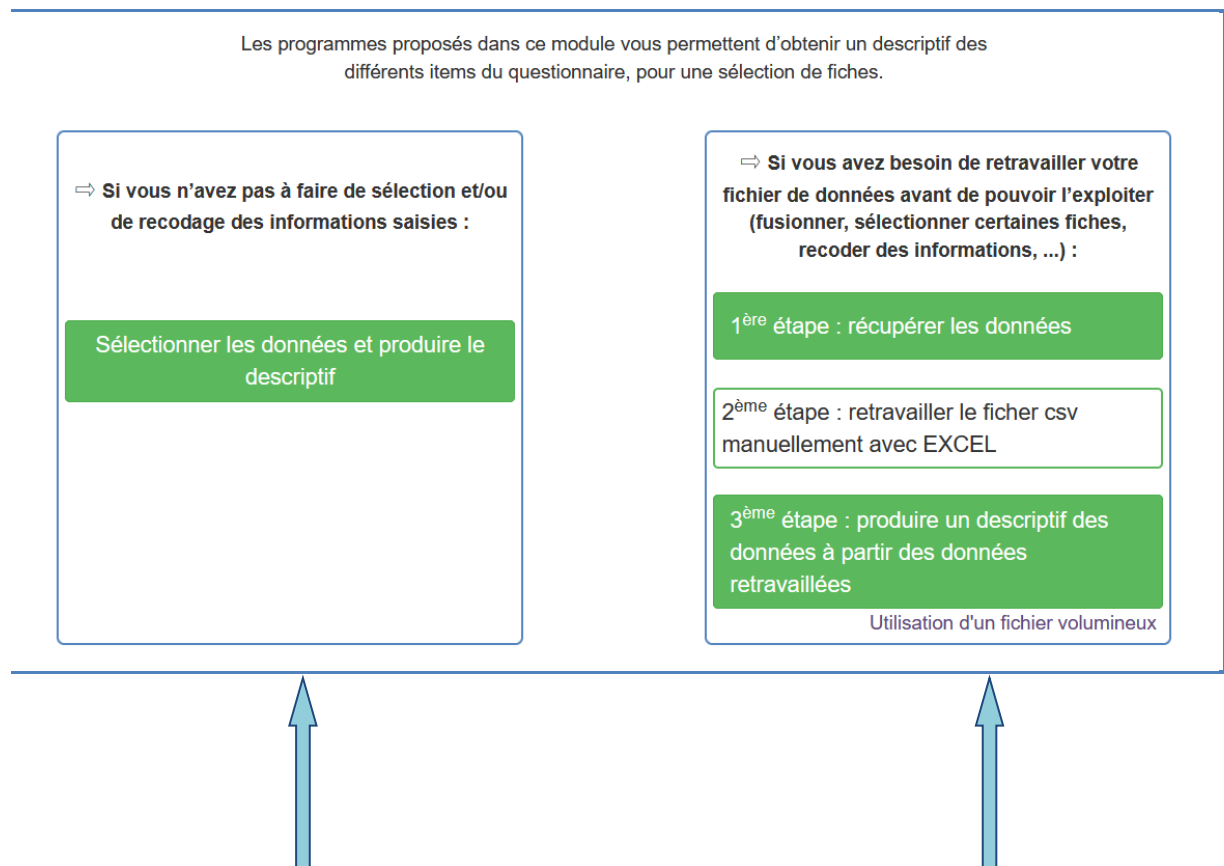 Les programmes proposés dans ce module vous permettent d’obtenir un descriptif des
différents items du questionnaire, pour une sélection de fiches.
⇨ Si vous n’avez pas à faire de sélection et/ou
de recodage des informations saisies :
Sélectionner les données et produire le
descriptif
⇨ Si vous avez besoin de retravailler votre
fichier de données avant de pouvoir l’exploiter
(fusionner, sélectionner certaines fiches,
recoder des informations, ...) :
1ère étape : récupérer les données
2ème étape : retravailler le ficher csv
manuellement avec EXCEL
3ème étape : produire un descriptif des
données à partir des données
retravaillées
Utilisation d'un fichier volumineux